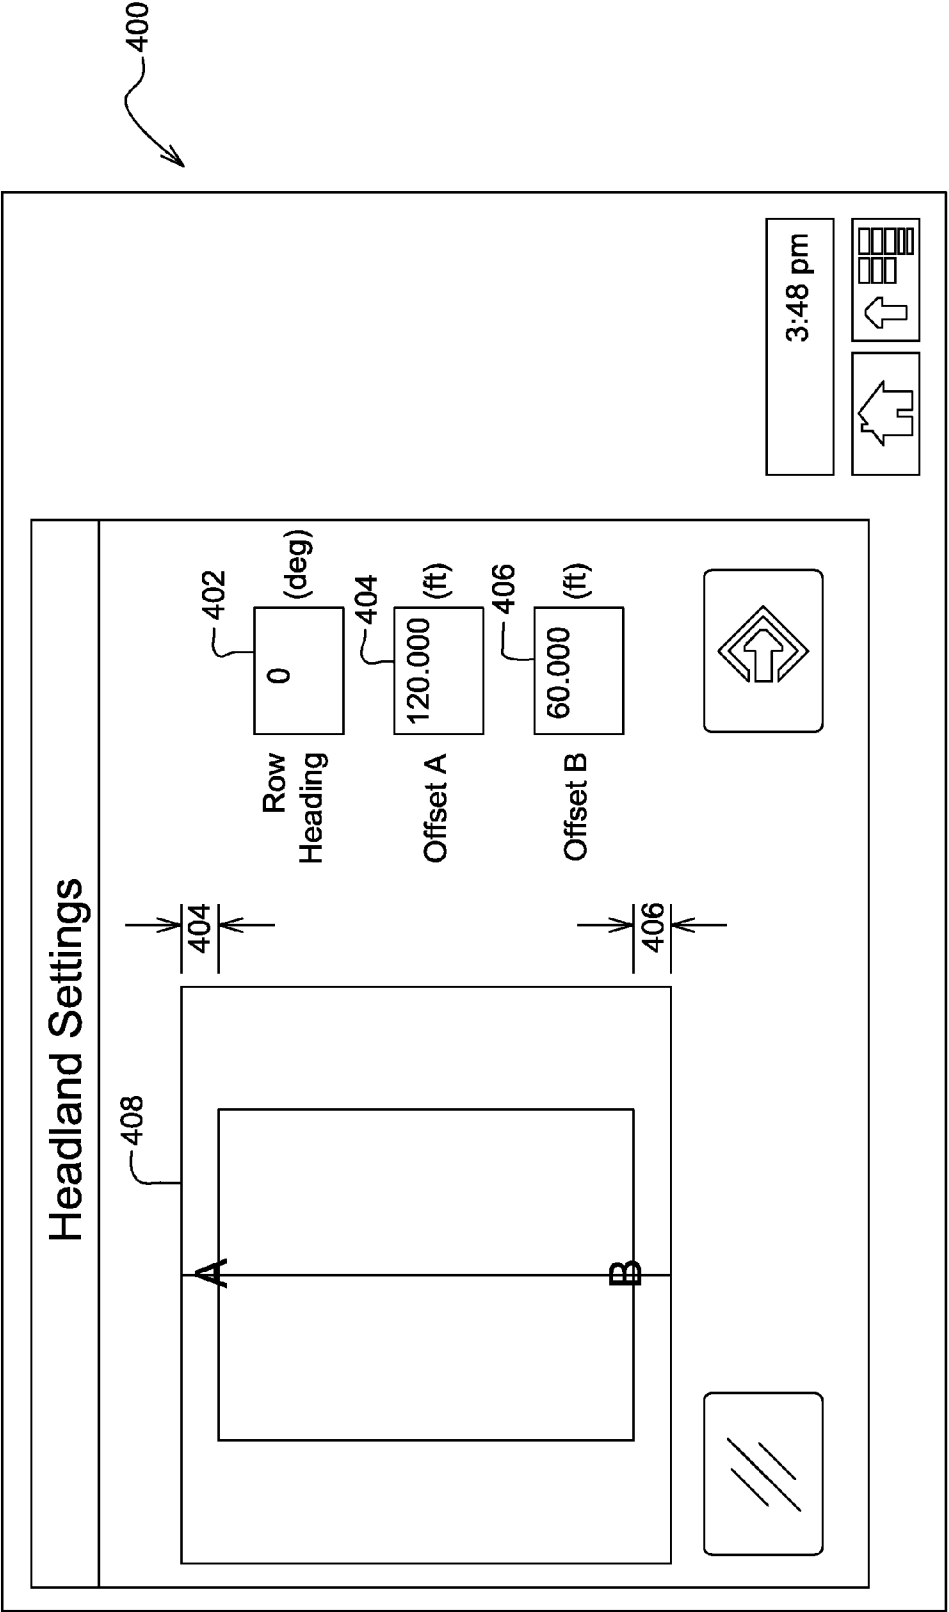 400
Headland Settings
408
A
B
404
406
402
Row
Heading
0
(deg)
404
Offset A
120.000
(ft)
406
Offset B
60.000
(ft)
3:48 pm